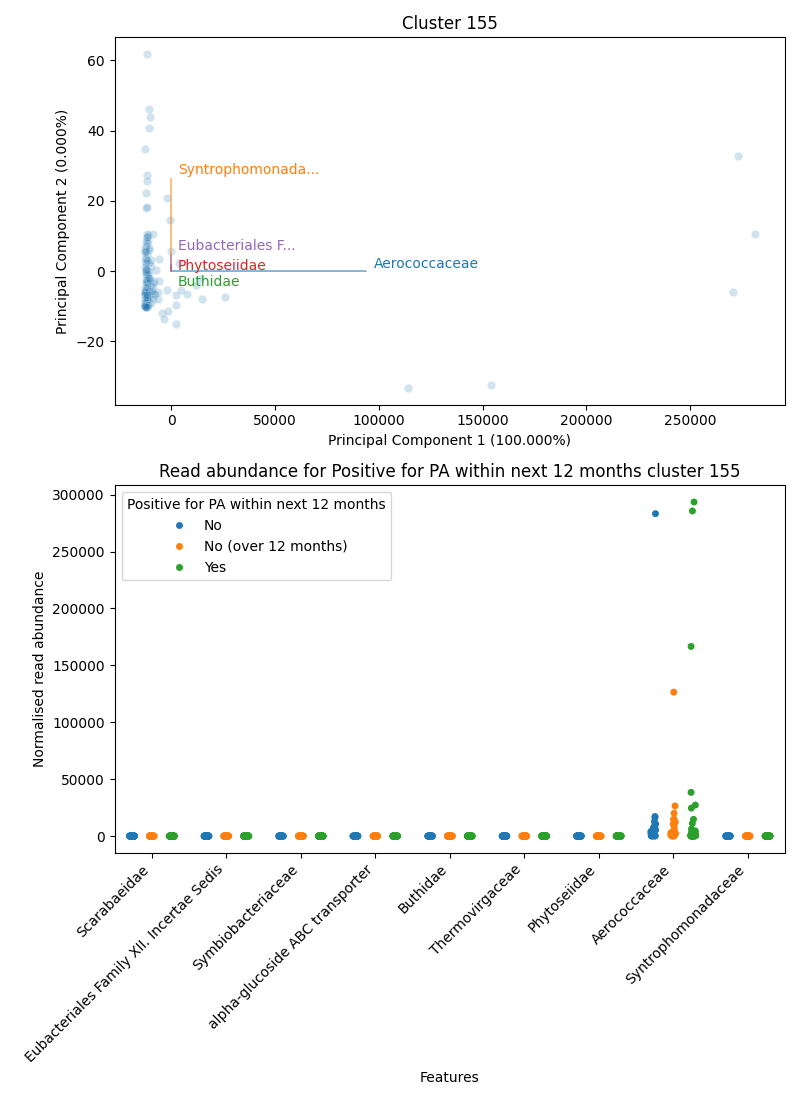 Cluster 155
60
40
20
0
−20
Principal Component 2 (0.000%)
Syntrophomonada...
Eubacteriales F...
Phytoseiidae
Buthidae
Aerococcaceae
0
50000
100000
150000
200000
250000
Principal Component 1 (100.000%)
Read abundance for Positive for PA within next 12 months cluster 155
300000
250000
200000
150000
100000
50000
0
Normalised read abundance
Positive for PA within next 12 months
No
No (over 12 months)
Yes
Scarabaeidae
Eubacteriales Family XII. Incertae Sedis
Symbiobacteriaceae
alpha-glucoside ABC transporter
Buthidae
Thermovirgaceae
Phytoseiidae
Aerococcaceae
Syntrophomonadaceae
Features